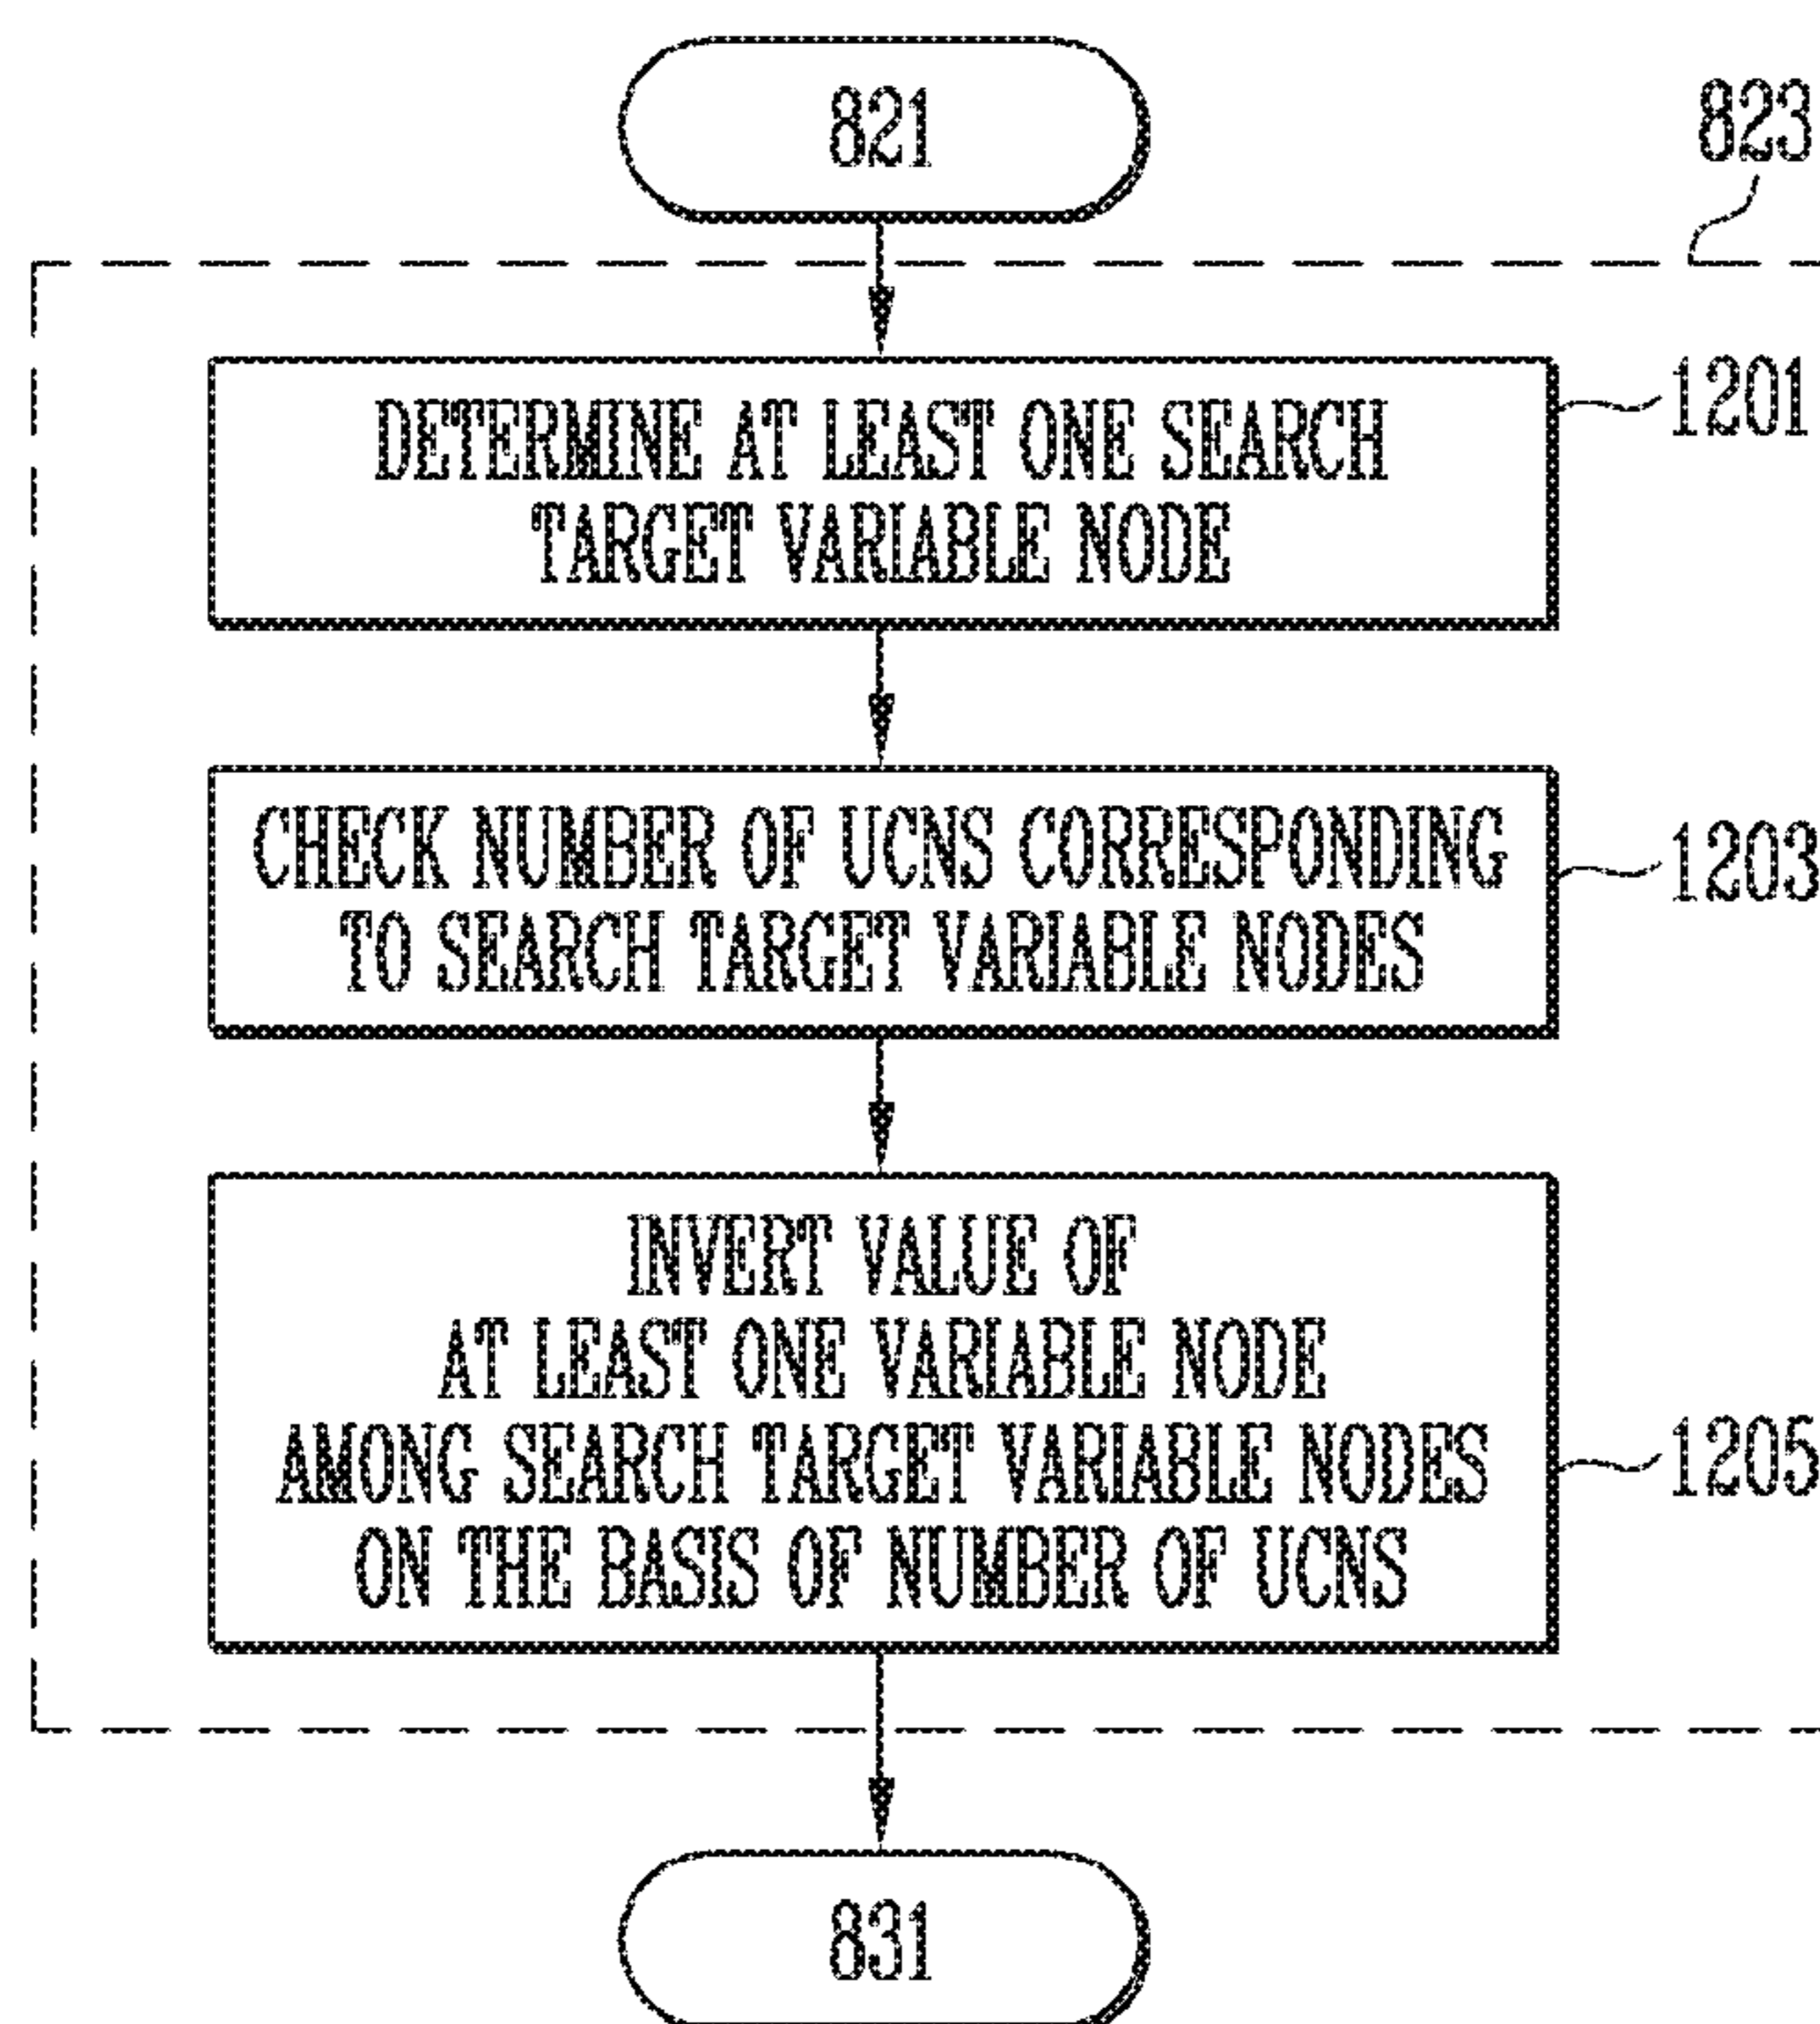 821
823
DETERMINE AT LEAST ONE SEARCH
TARGET VARIABLE NODE
1201
CHECK NUMBER OF UCNS CORRESPONDING
TO SEARCH TARGET VARIABLE NODES
1203
INVERT VALUE OF
AT LEAST ONE VARIABLE NODE
AMONG SEARCH TARGET VARIABLE NODES
ON THE BASIS OF NUMBER OF UCNS
1205
831